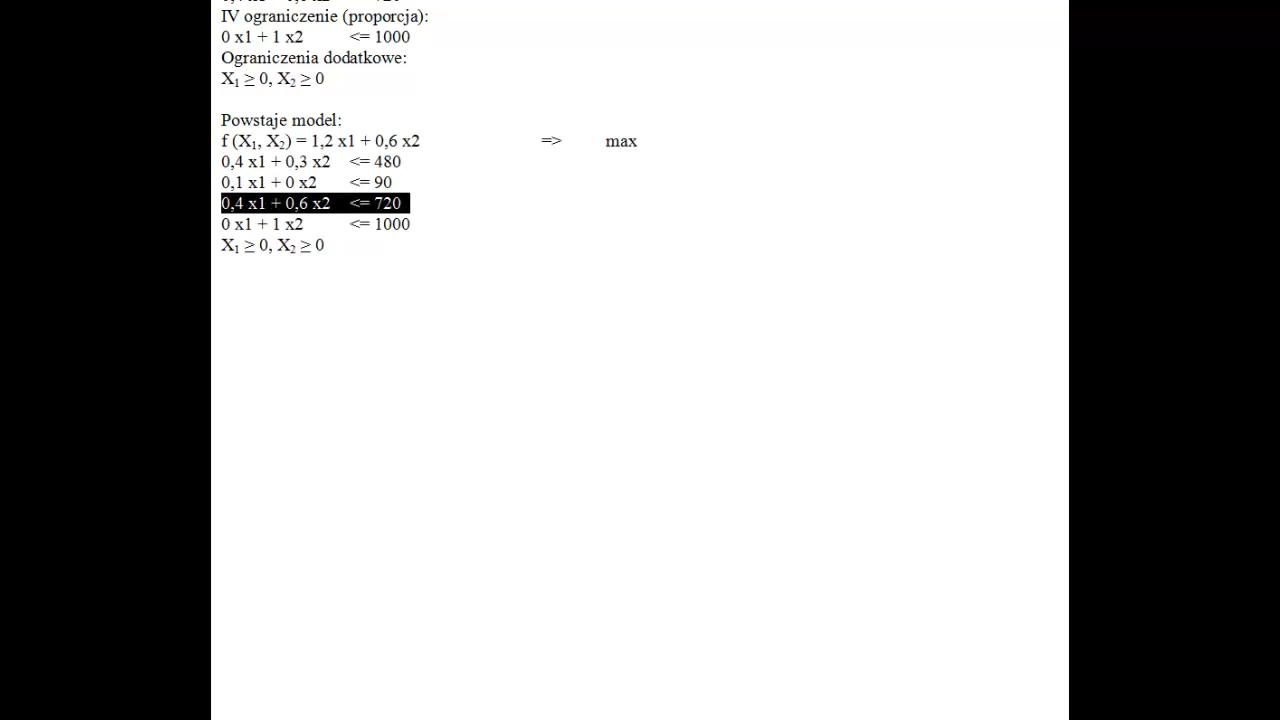 IV ograniczenie (proporcja):
0 x1 + 1 x2 <= 1000
Ograniczenia dodatkowe:
X₁ ≥ 0, X₂ ≥ 0
Powstaje model:
f (X₁, X₂) = 1,2 x1 + 0,6 x2 => max
0,4 x1 + 0,3 x2 <= 480
0,1 x1 + 0 x2 <= 90
0,4 x1 + 0,6 x2 <= 720
0 x1 + 1 x2 <= 1000
X₁ ≥ 0, X₂ ≥ 0